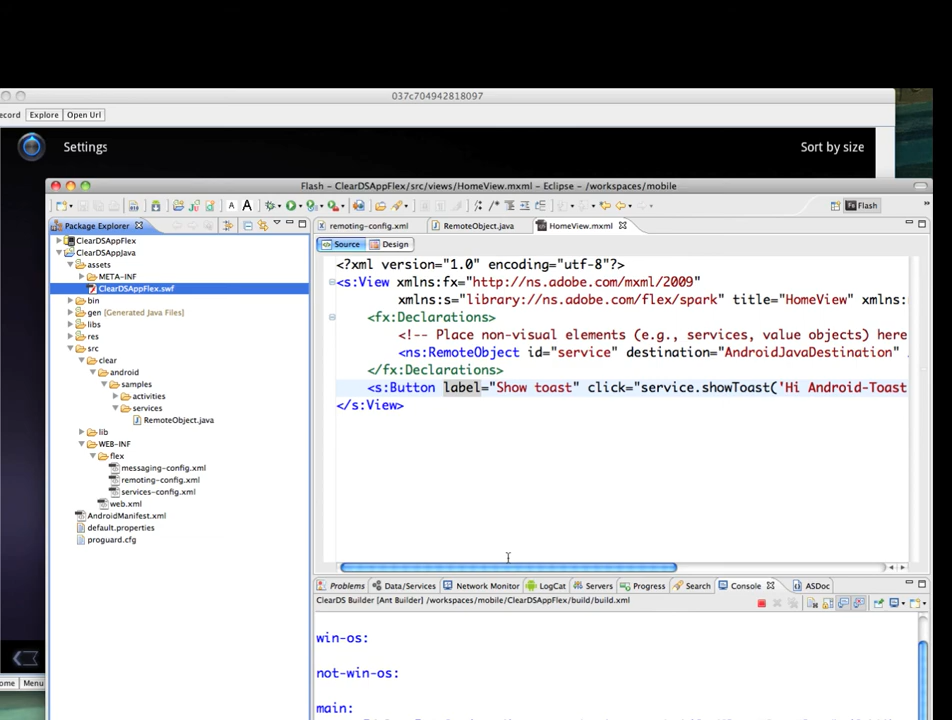 037c704942818097
ecord Explore Open Url
Settings Sort by size
Flash - ClearDSAppFlex/src/views/HomeView.mxml - Eclipse - /workspaces/mobile
Flash
Package Explorer
remoting-config.xml RemoteObject.java HomeView.mxml
ClearDSAppFlex
ClearDSAppJava
assets
META-INF
ClearDSAppFlex.swf
bin
gen [Generated Java Files]
libs
res
src
clear
android
samples
activities
services
RemoteObject.java
lib
WEB-INF
flex
messaging-config.xml
remoting-config.xml
services-config.xml
web.xml
AndroidManifest.xml
default.properties
proguard.cfg
Source Design
<?xml version="1.0" encoding="utf-8"?>
<s:View xmlns:fx="http://ns.adobe.com/mxml/2009"
xmlns:s="library://ns.adobe.com/flex/spark" title="HomeView" xmlns:
<fx:Declarations>
<!-- Place non-visual elements (e.g., services, value objects) here
<ns:RemoteObject id="service" destination="AndroidJavaDestination"
</fx:Declarations>
<s:Button label="Show toast" click="service.showToast('Hi Android-Toast
</s:View>
Problems Data/Services Network Monitor LogCat Servers Progress Search Console ASDoc
ClearDS Builder [Ant Builder] /workspaces/mobile/ClearDSAppFlex/build/build.xml
win-os:
not-win-os:
main:
ome Menu